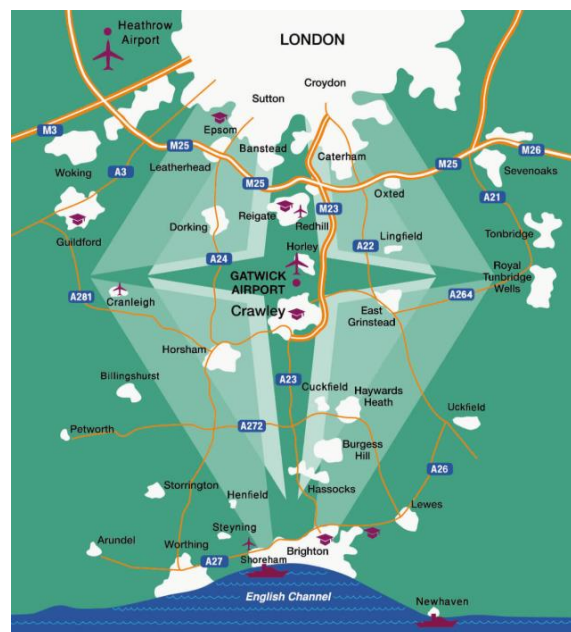 Heathrow
Airport
LONDON
Croydon
Sutton
M3
Epsom
Banstead
Caterham
M25
M26
Woking
A3
Leatherhead
M25
M25
Sevenoaks
Oxted
A21
Reigate
M23
Redhill
Guildford
Dorking
Tonbridge
Lingfield
A22
Horley
A24
Royal
Tunbridge
Wells
GATWICK
AIRPORT
A281
Cranleigh
A264
Crawley
East
Grinstead
Horsham
Billingshurst
A23
Cuckfield
Haywards
Heath
Uckfield
Petworth
A272
Burgess
Hill
A26
Storrington
Henfield
Hassocks
Lewes
Steyning
Arundel
Worthing
Brighton
A27
Shoreham
English Channel
Newhaven